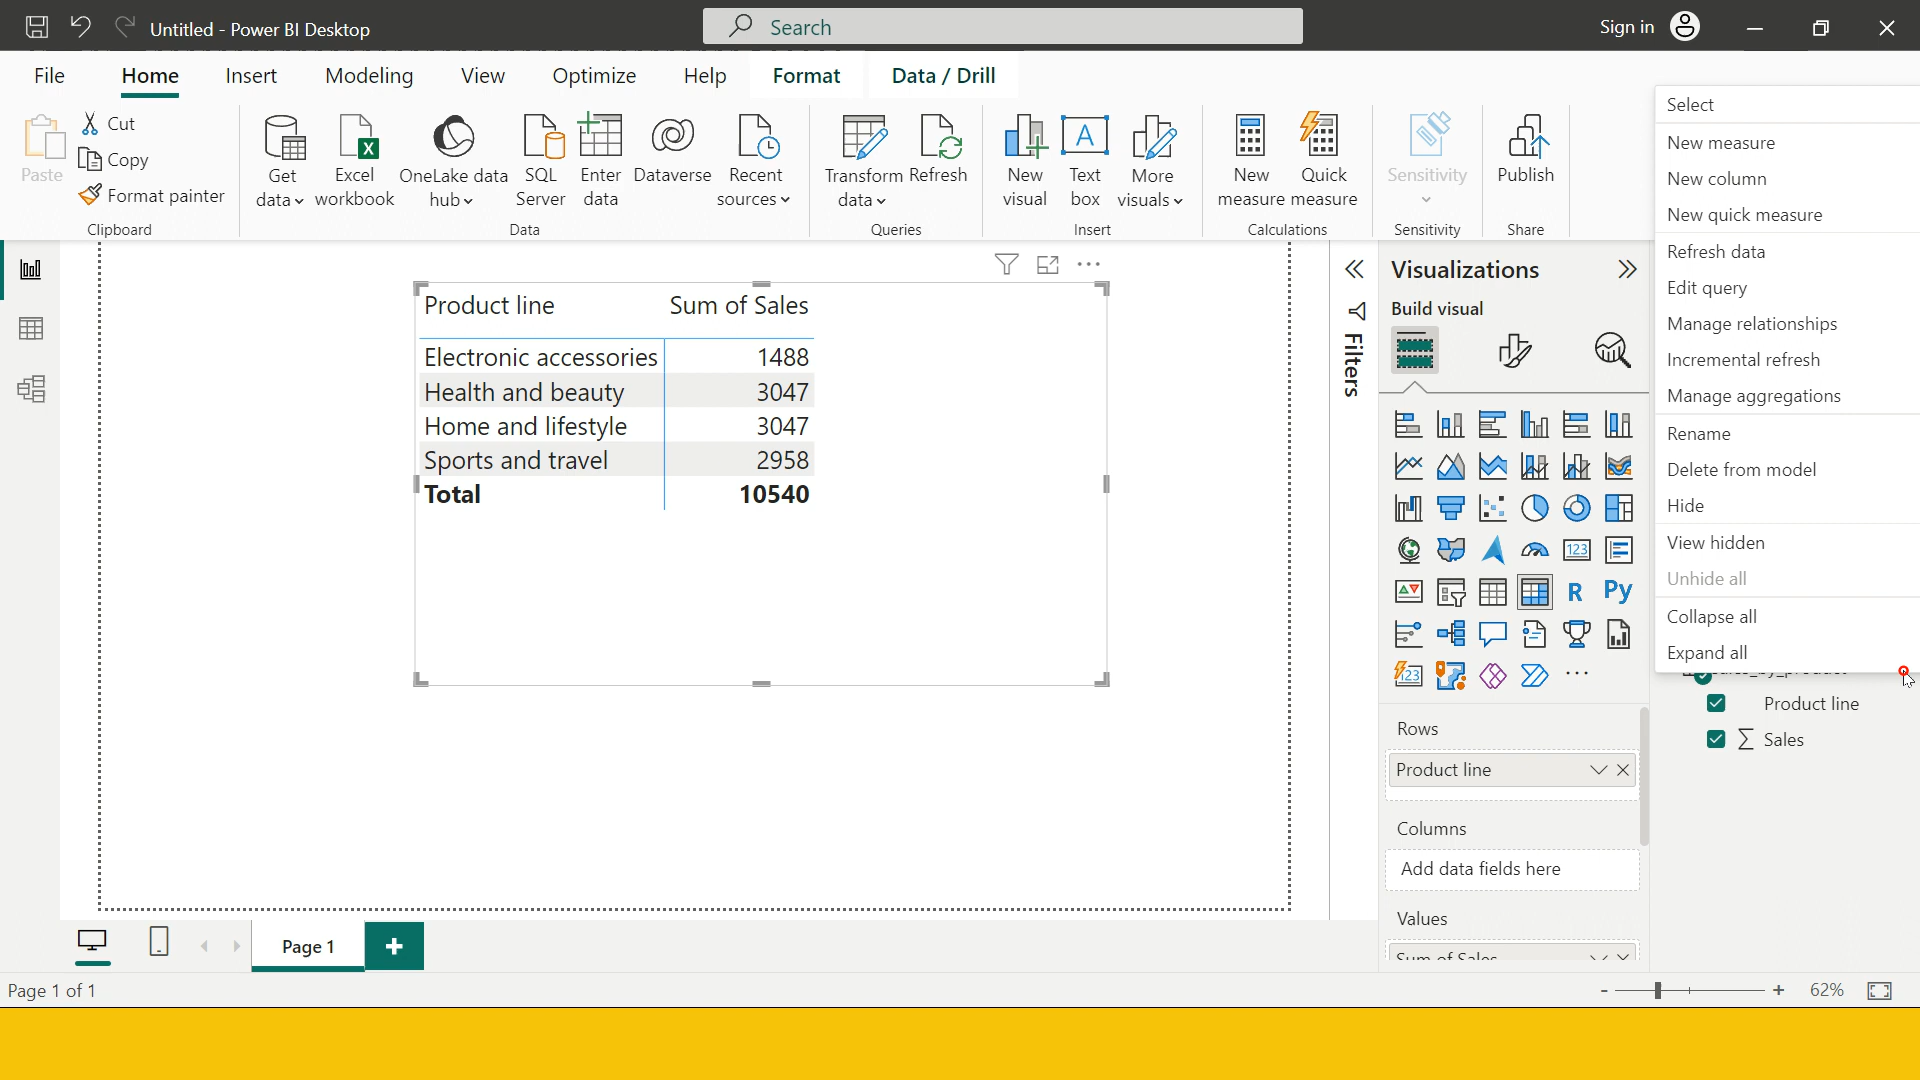 Untitled - Power BI Desktop
Search
Sign in
File Home Insert Modeling View Optimize Help Format Data / Drill
Paste
Cut
Copy
Format painter
Clipboard
Get data
Excel workbook
OneLake data hub
SQL Server
Enter data
Dataverse
Recent sources
Data
Transform data
Refresh
Queries
New visual
Text box
More visuals
Insert
New measure
Quick measure
Calculations
Sensitivity
Sensitivity
Publish
Share
Product line Sum of Sales
Electronic accessories 1488
Health and beauty 3047
Home and lifestyle 3047
Sports and travel 2958
Total 10540
Filters
Visualizations
Build visual
123
R
Py
123
Rows
Product line
Columns
Add data fields here
Values
Sum of Sales
Select
New measure
New column
New quick measure
Refresh data
Edit query
Manage relationships
Incremental refresh
Manage aggregations
Rename
Delete from model
Hide
View hidden
Unhide all
Collapse all
Expand all
Product line
Σ Sales
Page 1
Page 1 of 1
- + 62%